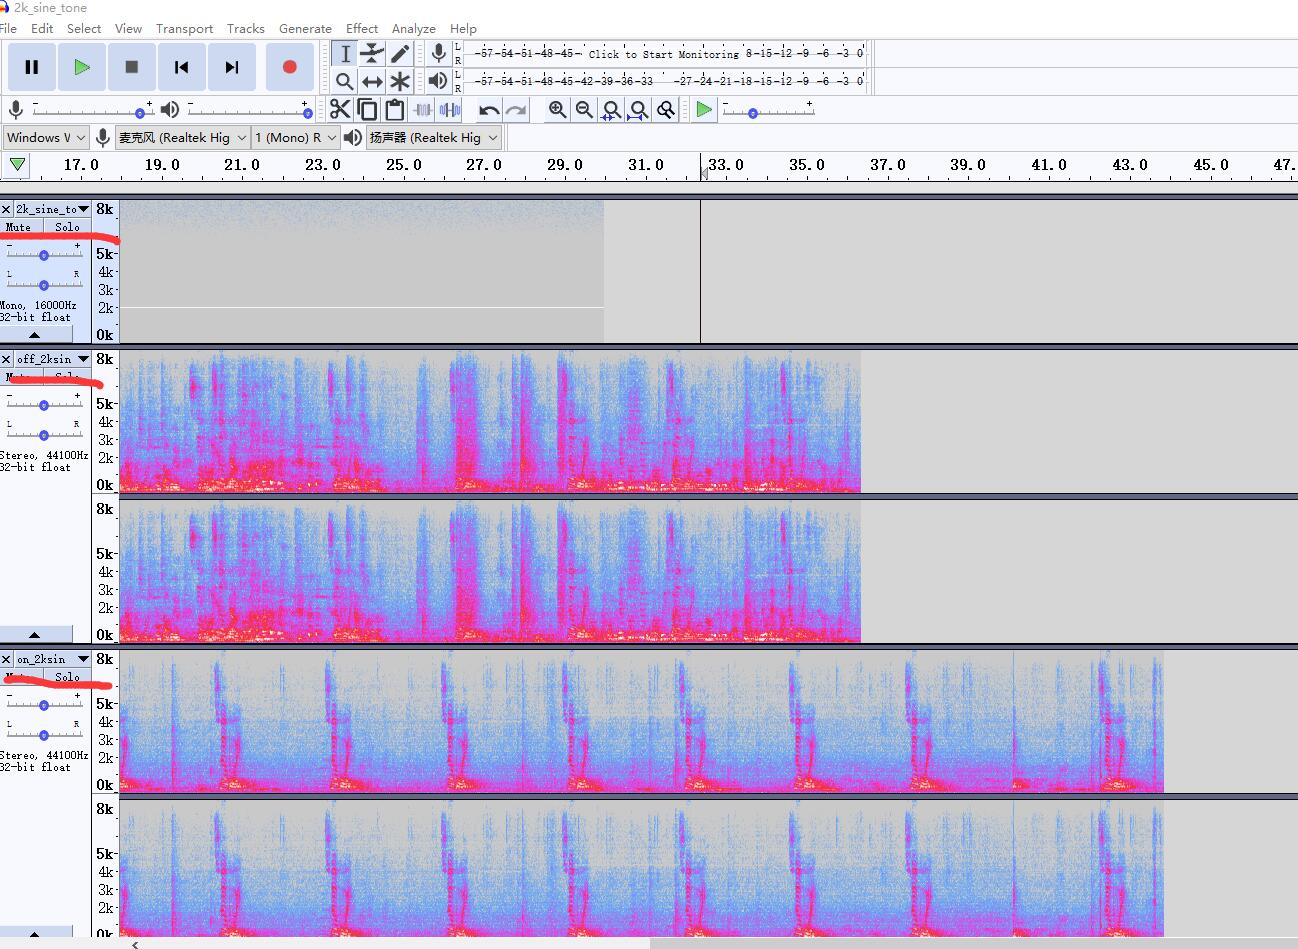 2k_sine_tone
File Edit Select View Transport Tracks Generate Effect Analyze Help
L R -57-54-51-48-45- Click to Start Monitoring 8-15-12 -9 -6 -3 0
L R -57-54-51-48-45-42-39-36-33 -27-24-21-18-15-12 -9 -6 -3 0
- + - +
- +
麦克风 (Realtek Hig 1 (Mono) R 扬声器 (Realtek Hig
17.0 19.0 21.0 23.0 25.0 27.0 29.0 31.0 33.0 35.0 37.0 39.0 41.0 43.0 45.0 47.
2k_sine_to 8k
Mute Solo
- + 5k
L R 4k
3k
Mono, 16000Hz 2k
32-bit float
0k
off_2ksin 8k
- + 5k
L R 4k
3k
Stereo, 44100Hz 2k
32-bit float
0k
8k
5k
4k
3k
2k
0k
on_2ksin 8k
Solo
- + 5k
L R 4k
3k
Stereo, 44100Hz 2k
32-bit float
0k
8k
5k
4k
3k
2k
0k